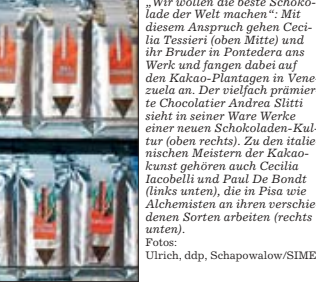 „Wir wollen die beste Schoko-
lade der Welt machen“: Mit
diesem Anspruch gehen Ceci-
lia Tessieri (oben Mitte) und
ihr Bruder in Pontedera ans
Werk und fangen dabei auf
den Kakao-Plantagen in Vene-
zuela an. Der vielfach prämier-
te Chocolatier Andrea Slitti
sieht in seiner Ware Werke
einer neuen Schokoladen-Kul-
tur (oben rechts). Zu den italie-
nischen Meistern der Kakao-
kunst gehören auch Cecilia
Iacobelli und Paul De Bondt
(links unten), die in Pisa wie
Alchemisten an ihren verschie-
denen Sorten arbeiten (rechts
unten).
Fotos:
Ulrich, ddp, Schapowalow/SIME